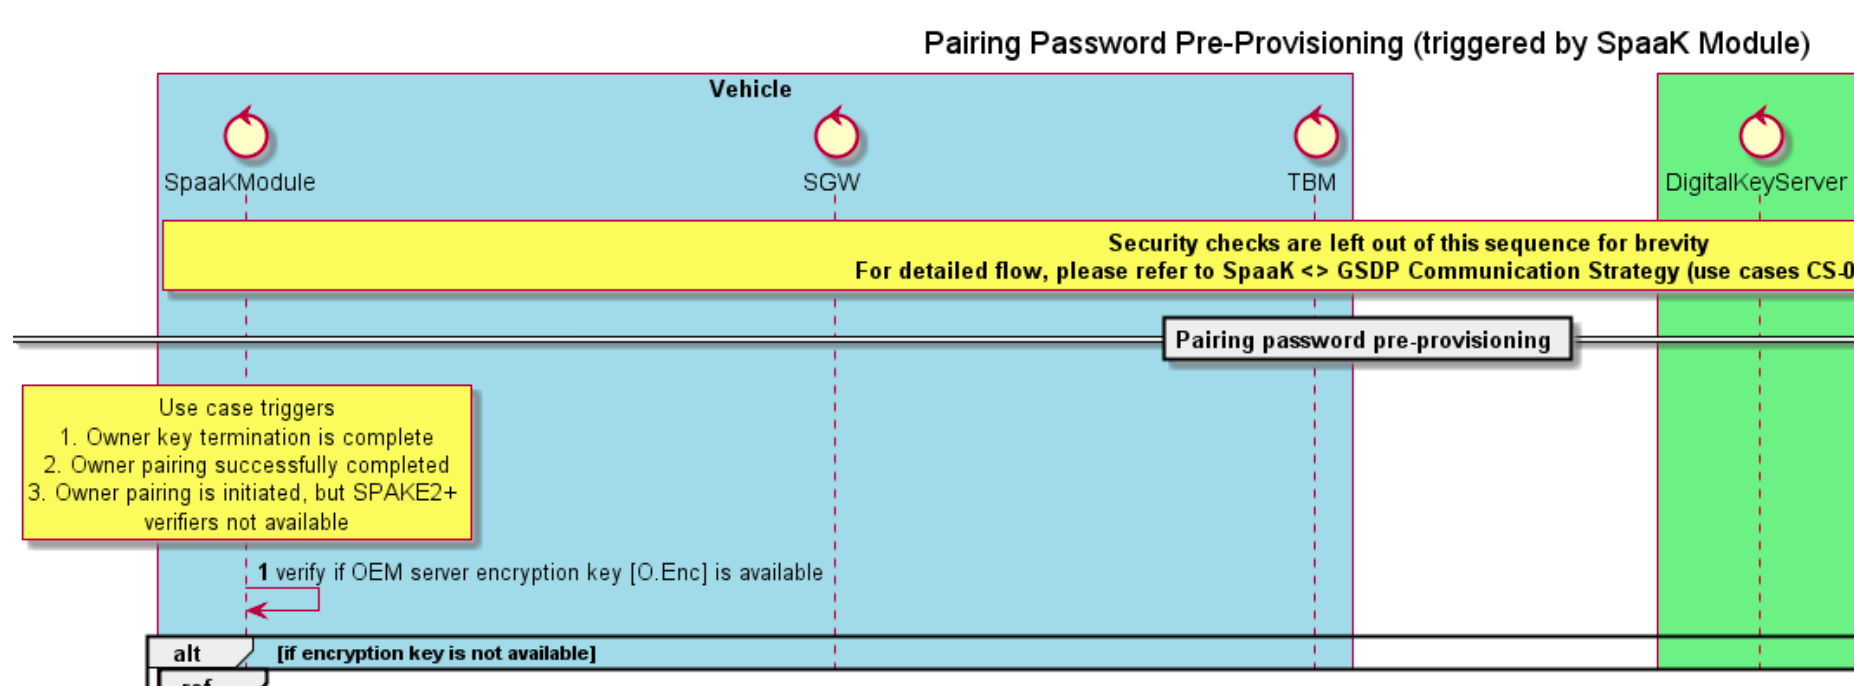 Pairing Password Pre-Provisioning (triggered by SpaaK Module)
Vehicle
SpaaKModule
SGW
TBM
DigitalKeyServer
Security checks are left out of this sequence for brevity
For detailed flow, please refer to SpaaK <> GSDP Communication Strategy (use cases CS-0
Pairing password pre-provisioning
Use case triggers
1. Owner key termination is complete
2. Owner pairing successfully completed
3. Owner pairing is initiated, but SPAKE2+
verifiers not available
1 verify if OEM server encryption key [O.Enc] is available
alt [if encryption key is not available]
ref